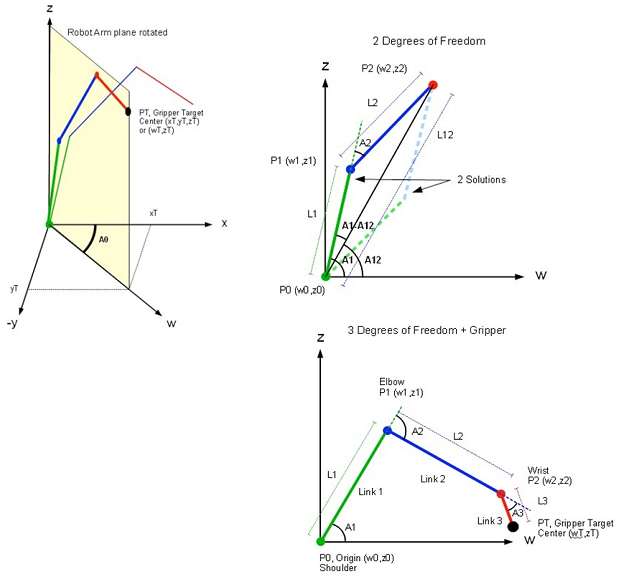 z
Robot Arm plane rotated
PT, Gripper Target
Center (xT,yT,zT)
or (wT,zT)
xT
X
A0
yT
-y
w
2 Degrees of Freedom
z
P2 (w2,z2)
L2
A2
L12
P1 (w1,z1)
2 Solutions
L1
A1-A12
A1
A12
W
P0 (w0,z0)
3 Degrees of Freedom + Gripper
z
Elbow
P1 (w1,z1)
A2
L2
L1
Link 1
Link 2
Wrist
P2 (w2,z2)
L3
A3
Link 3
A1
PT, Gripper Target
Center (wT,zT)
W
P0, Origin (w0,z0)
Shoulder